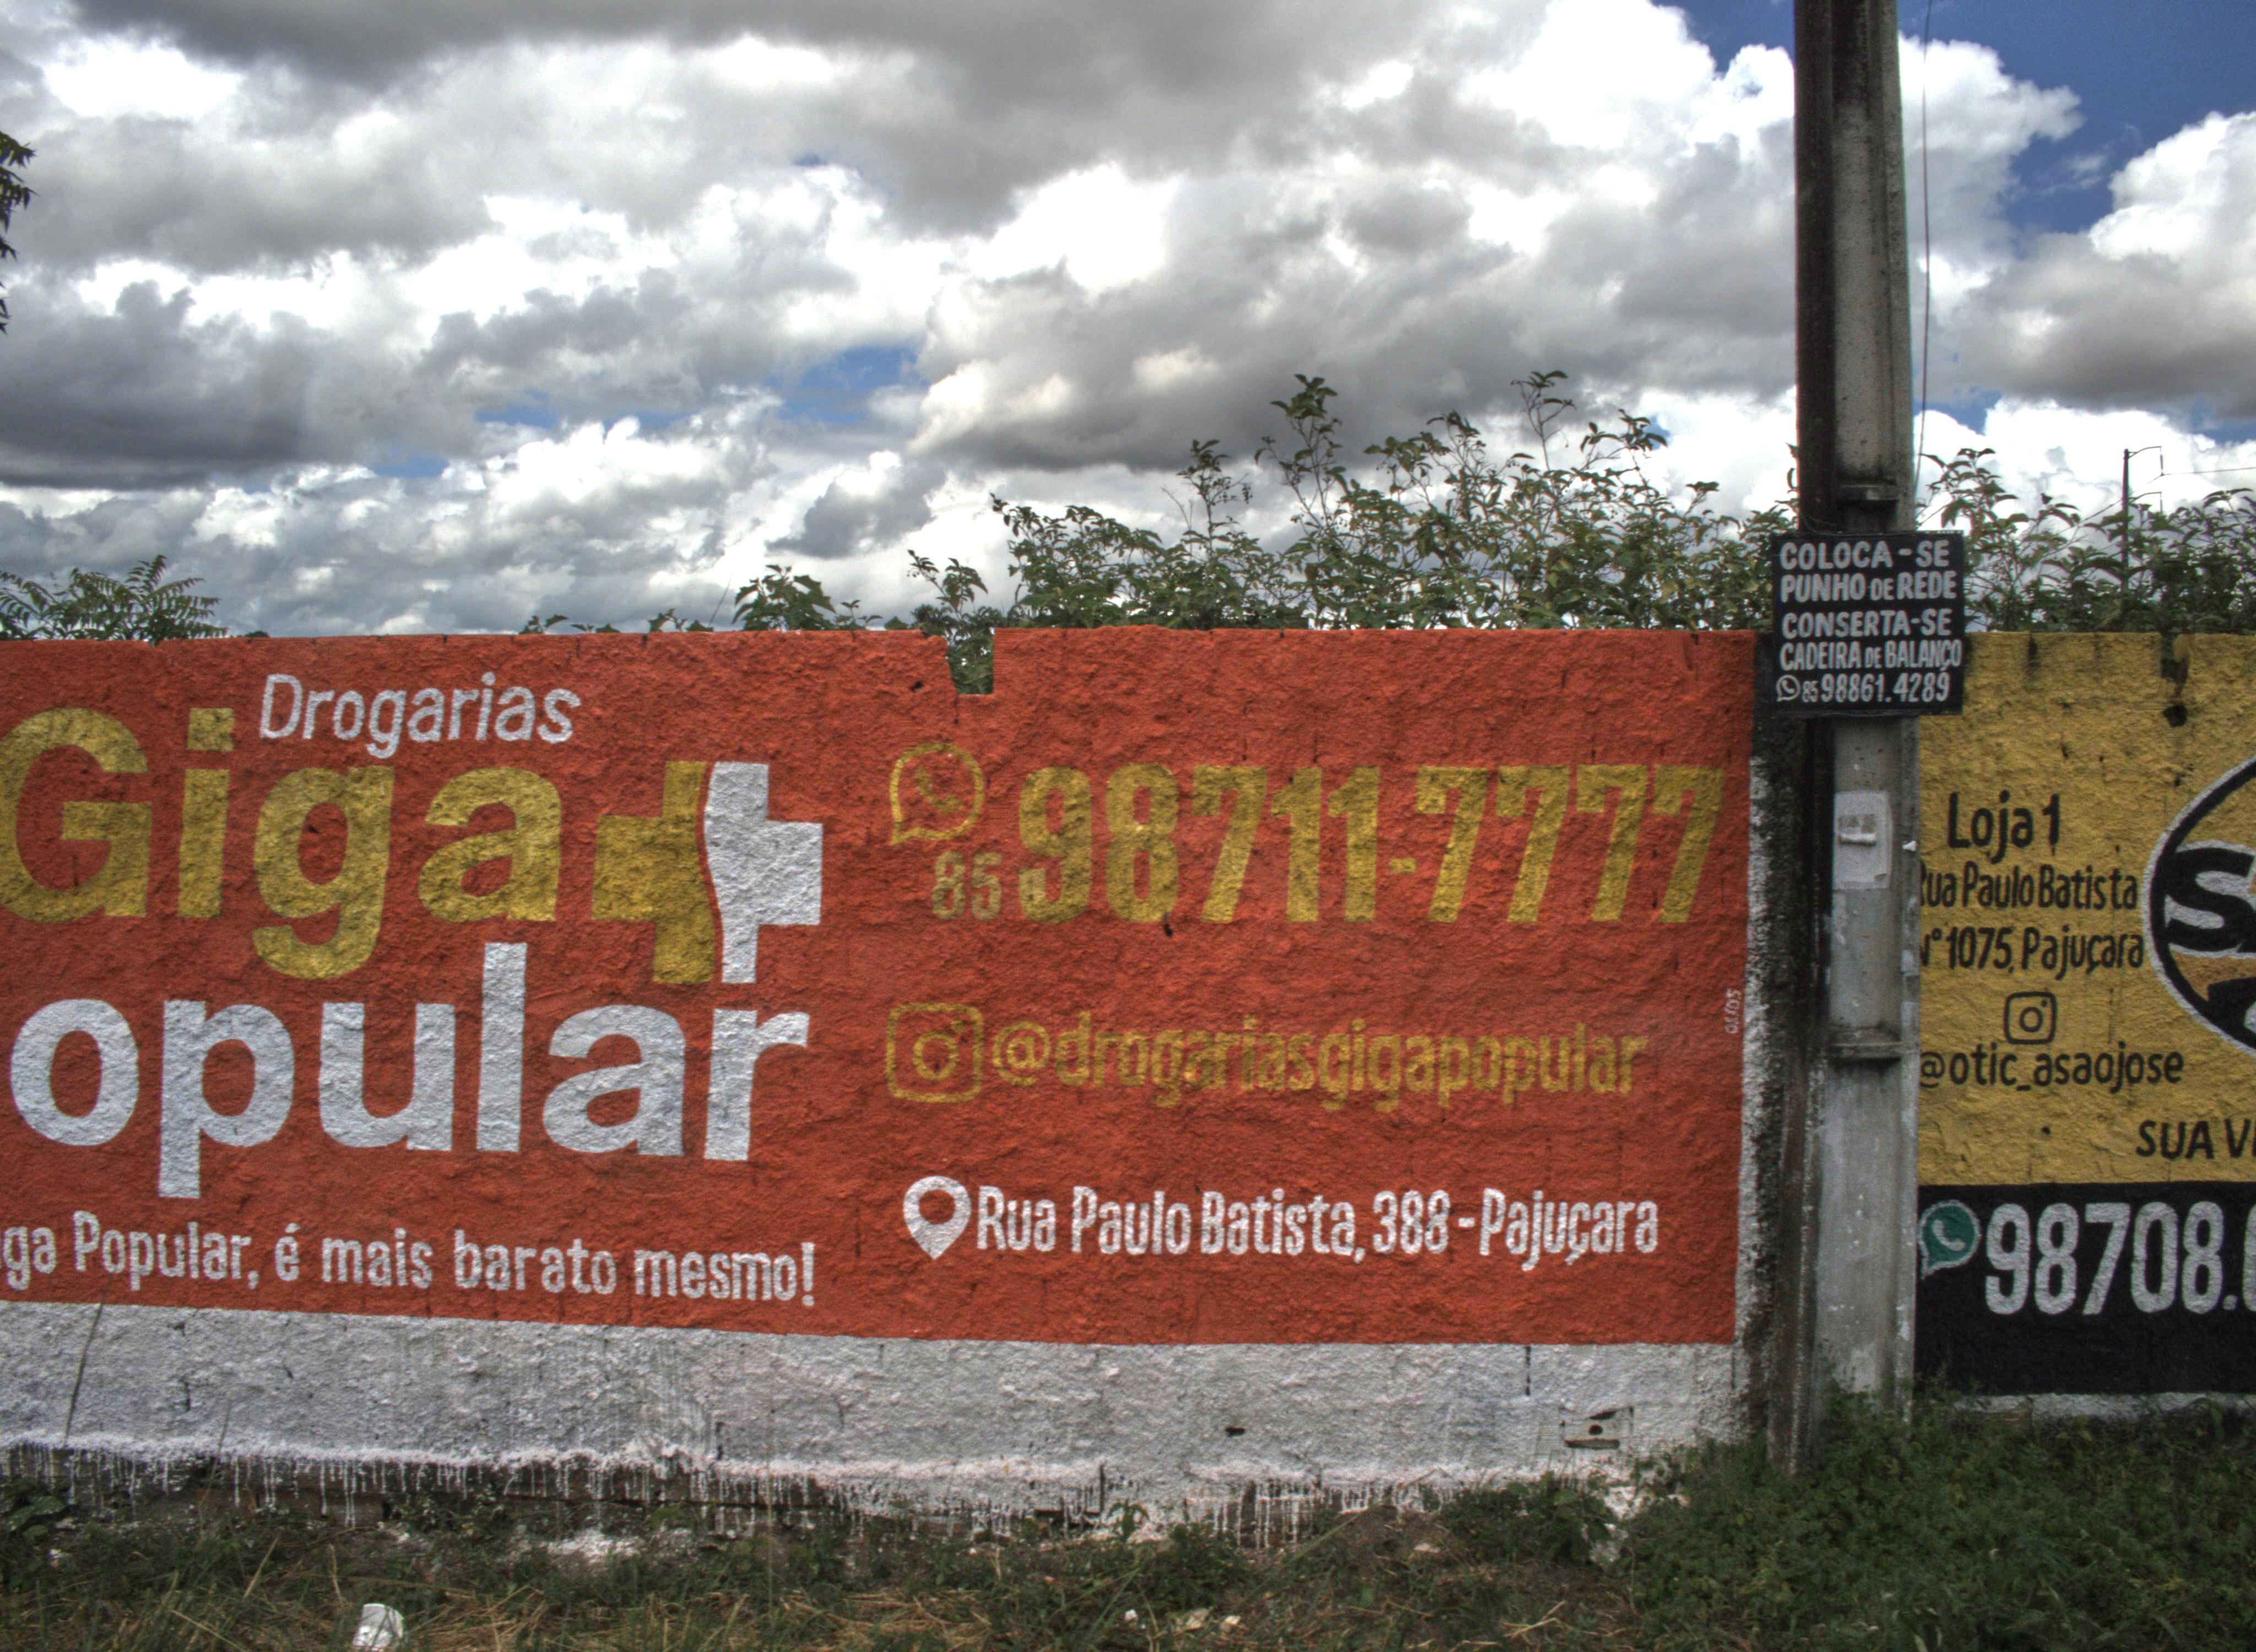 Drogarias
Giga
opular
ga Popular, é mais barato mesmo!
85 98711-7777
@drogariasgigapopular
Rua Paulo Batista, 388 - Pajuçara
COLOCA-SE
PUNHO DE REDE
CONSERTA-SE
CADEIRA DE BALANÇO
85 98861.4289
Loja 1
Rua Paulo Batista
N° 1075, Pajuçara
@otic_asaojose
SUA V
98708.